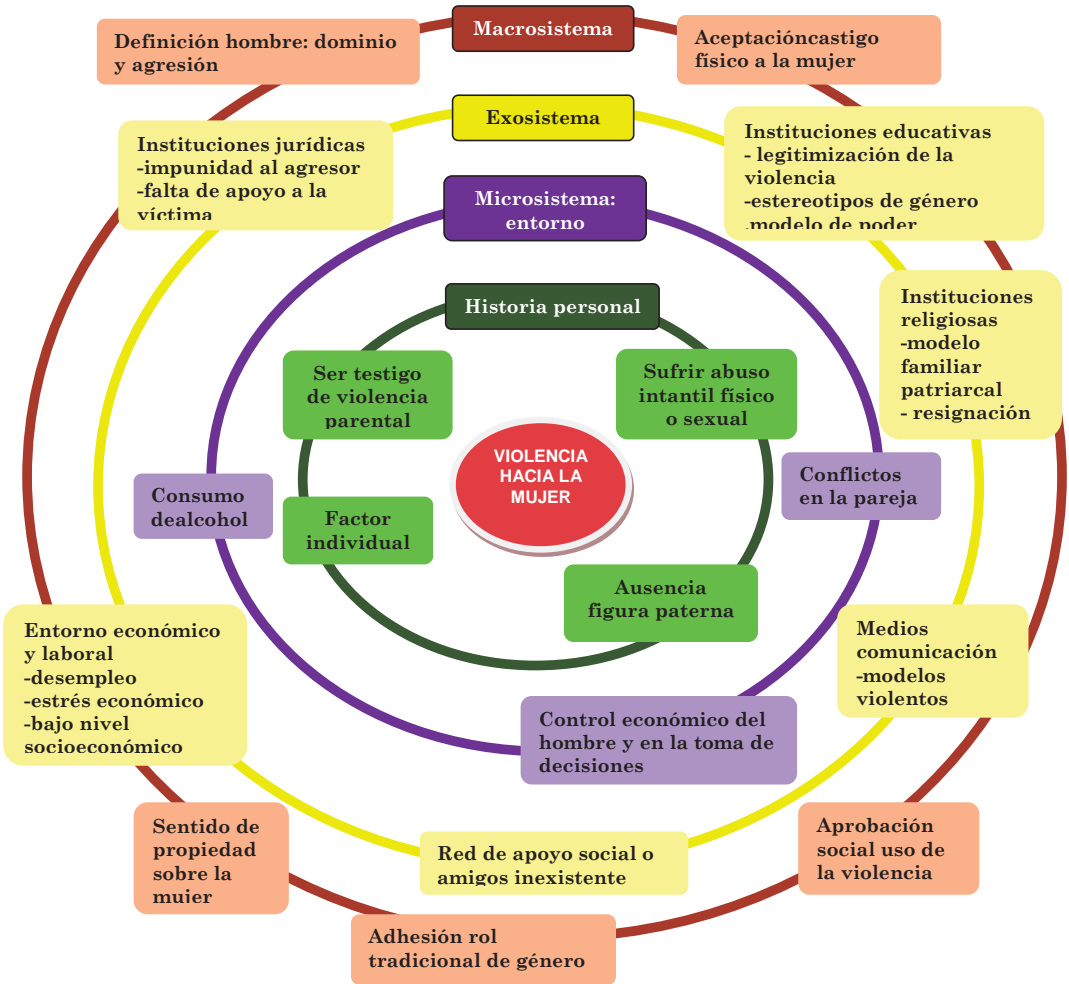 Macrosistema
Definición hombre: dominio
y agresión
Aceptacióncastigo
físico a la mujer
Exosistema
Instituciones jurídicas
-impunidad al agresor
-falta de apoyo a la
víctima
Instituciones educativas
- legitimización de la
violencia
-estereotipos de género
.modelo de poder
Microsistema:
entorno
Instituciones
religiosas
-modelo
familiar
patriarcal
- resignación
Historia personal
Ser testigo
de violencia
parental
Sufrir abuso
intantil físico
o sexual
VIOLENCIA
HACIA LA
MUJER
Consumo
dealcohol
Conflictos
en la pareja
Factor
individual
Ausencia
figura paterna
Entorno económico
y laboral
-desempleo
-estrés económico
-bajo nivel
socioeconómico
Medios
comunicación
-modelos
violentos
Control económico del
hombre y en la toma de
decisiones
Sentido de
propiedad
sobre la
mujer
Red de apoyo social o
amigos inexistente
Aprobación
social uso de
la violencia
Adhesión rol
tradicional de género